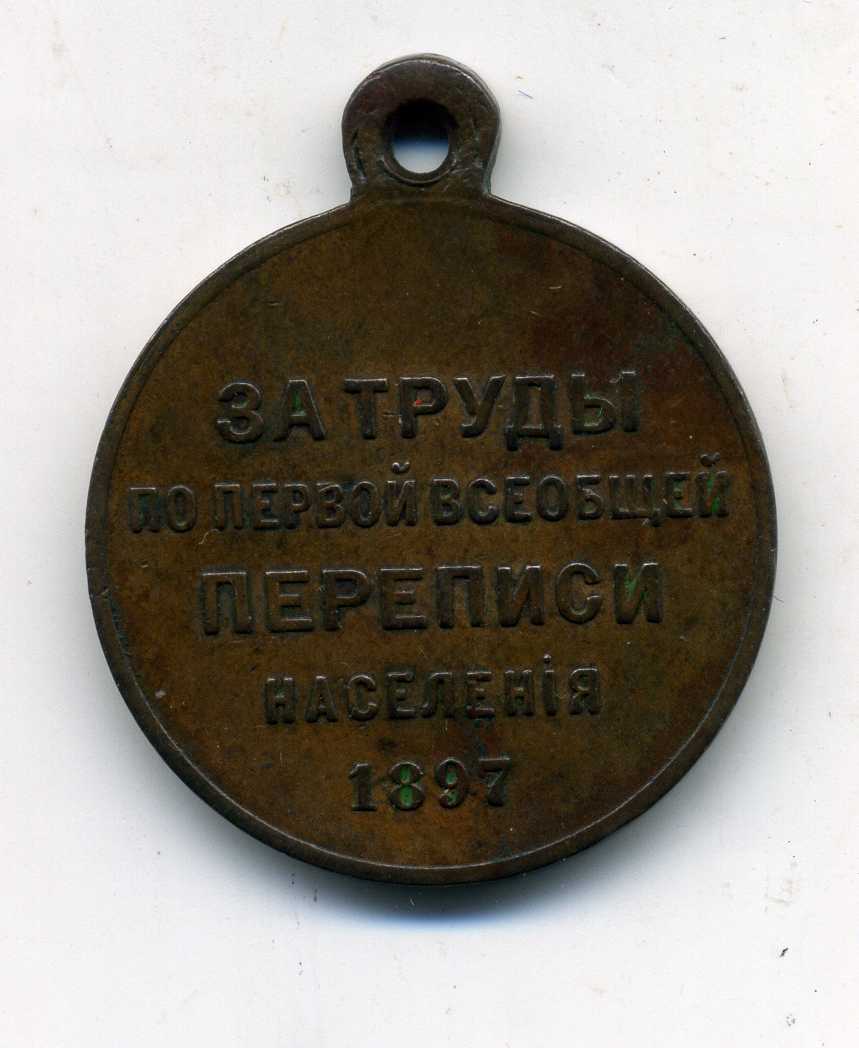 ЗА ТРУДЫ
ПО ПЕРВОЙ ВСЕОБЩЕЙ
ПЕРЕПИСИ
НАСЕЛЕНІЯ
1897